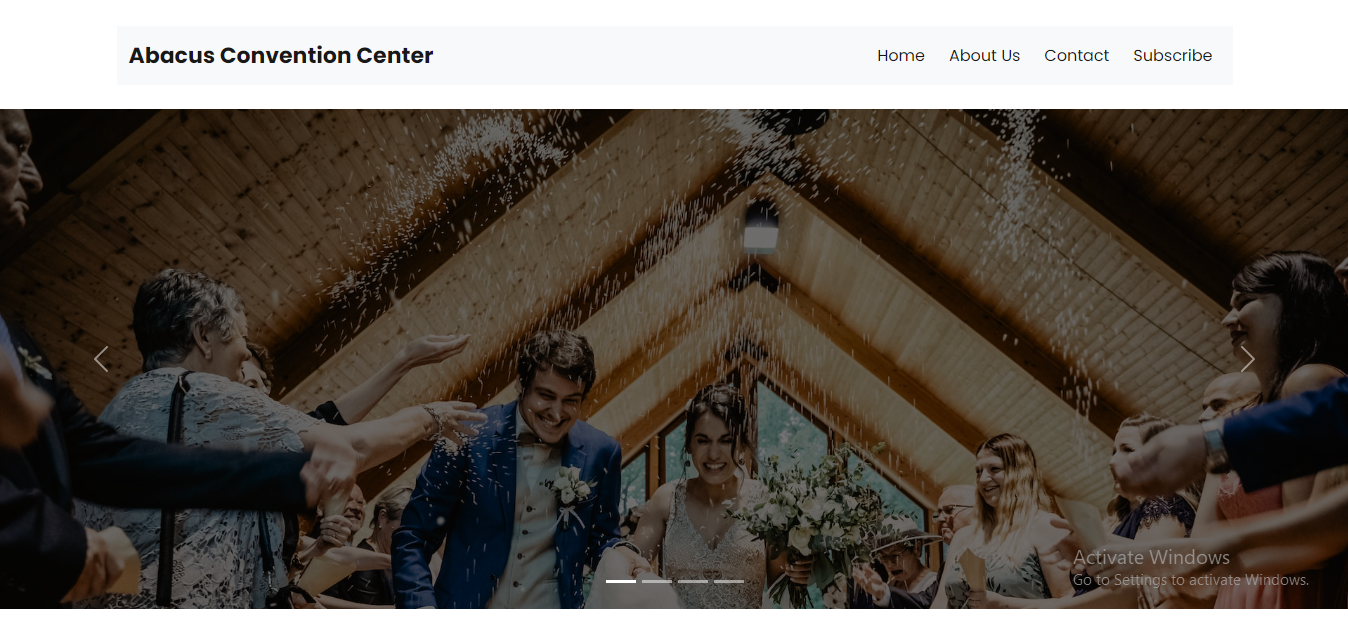 Abacus Convention Center
Home About Us Contact Subscribe
Activate Windows
Go to Settings to activate Windows.